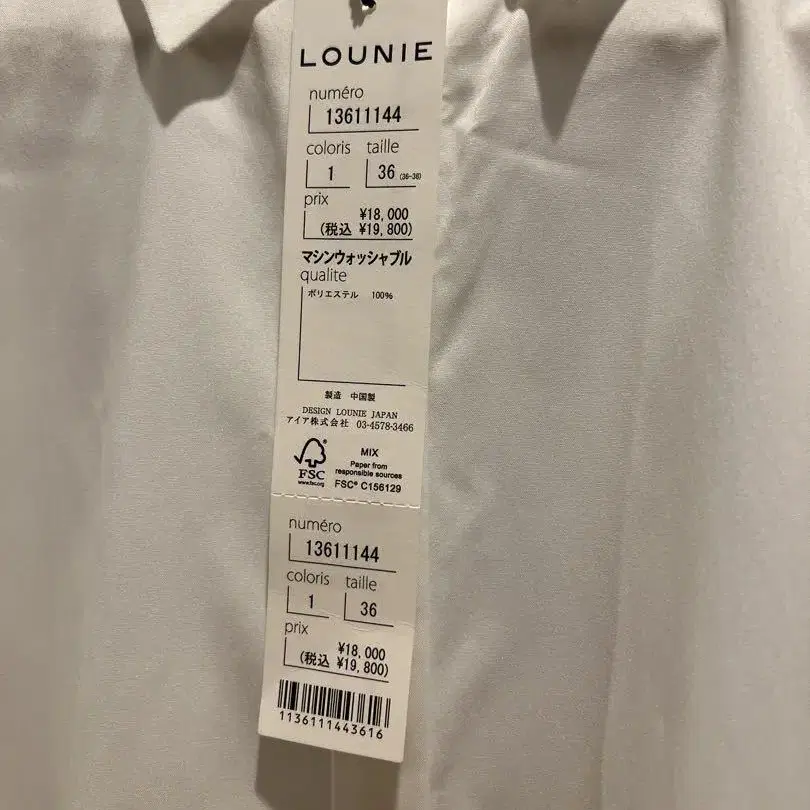 LOUNIE
numéro
13611144
coloris taille
1 36 (36-38)
prix
¥18,000
(税込 ¥19,800)
マシンウォッシャブル
qualite
ポリエステル 100%
製造 中国製
DESIGN LOUNIE JAPAN
アイア株式会社 03-4578-3466
FSC®
www.fsc.org
MIX
Paper from
responsible sources
FSC® C156129
numéro
13611144
coloris taille
1 36
prix
¥18,000
(税込 ¥19,800)
1136111443616